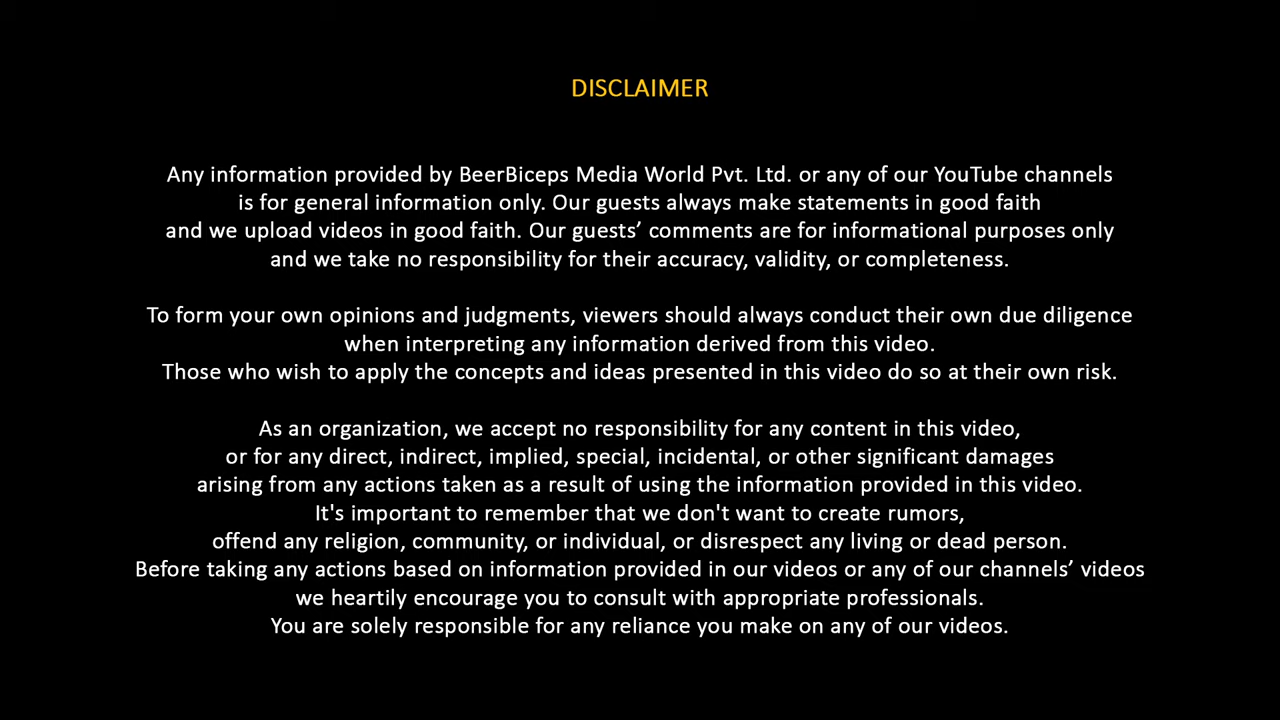 DISCLAIMER
Any information provided by BeerBiceps Media World Pvt. Ltd. or any of our YouTube channels
is for general information only. Our guests always make statements in good faith
and we upload videos in good faith. Our guests’ comments are for informational purposes only
and we take no responsibility for their accuracy, validity, or completeness.
To form your own opinions and judgments, viewers should always conduct their own due diligence
when interpreting any information derived from this video.
Those who wish to apply the concepts and ideas presented in this video do so at their own risk.
As an organization, we accept no responsibility for any content in this video,
or for any direct, indirect, implied, special, incidental, or other significant damages
arising from any actions taken as a result of using the information provided in this video.
It's important to remember that we don't want to create rumors,
offend any religion, community, or individual, or disrespect any living or dead person.
Before taking any actions based on information provided in our videos or any of our channels’ videos
we heartily encourage you to consult with appropriate professionals.
You are solely responsible for any reliance you make on any of our videos.